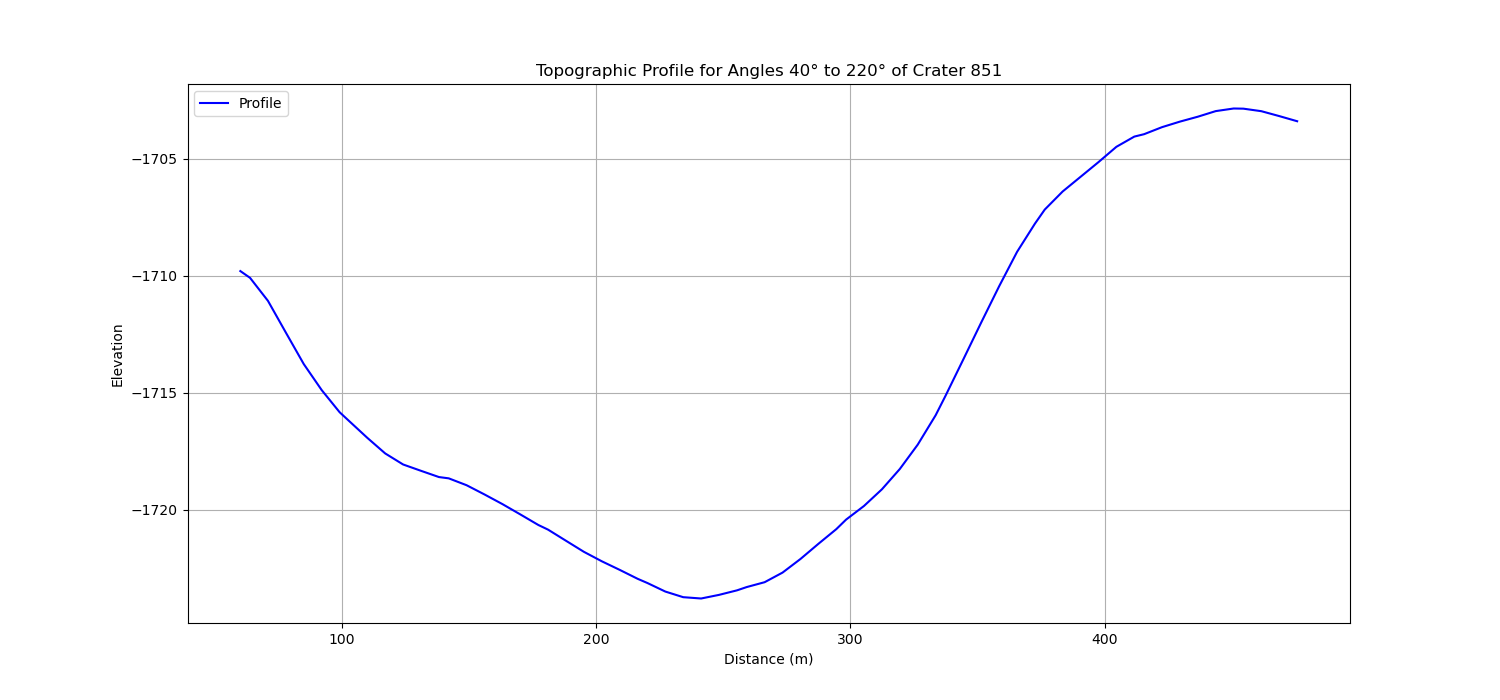 Topographic Profile for Angles 40° to 220° of Crater 851
Profile
−1705
−1710
−1715
−1720
Elevation
100
200
300
400
Distance (m)